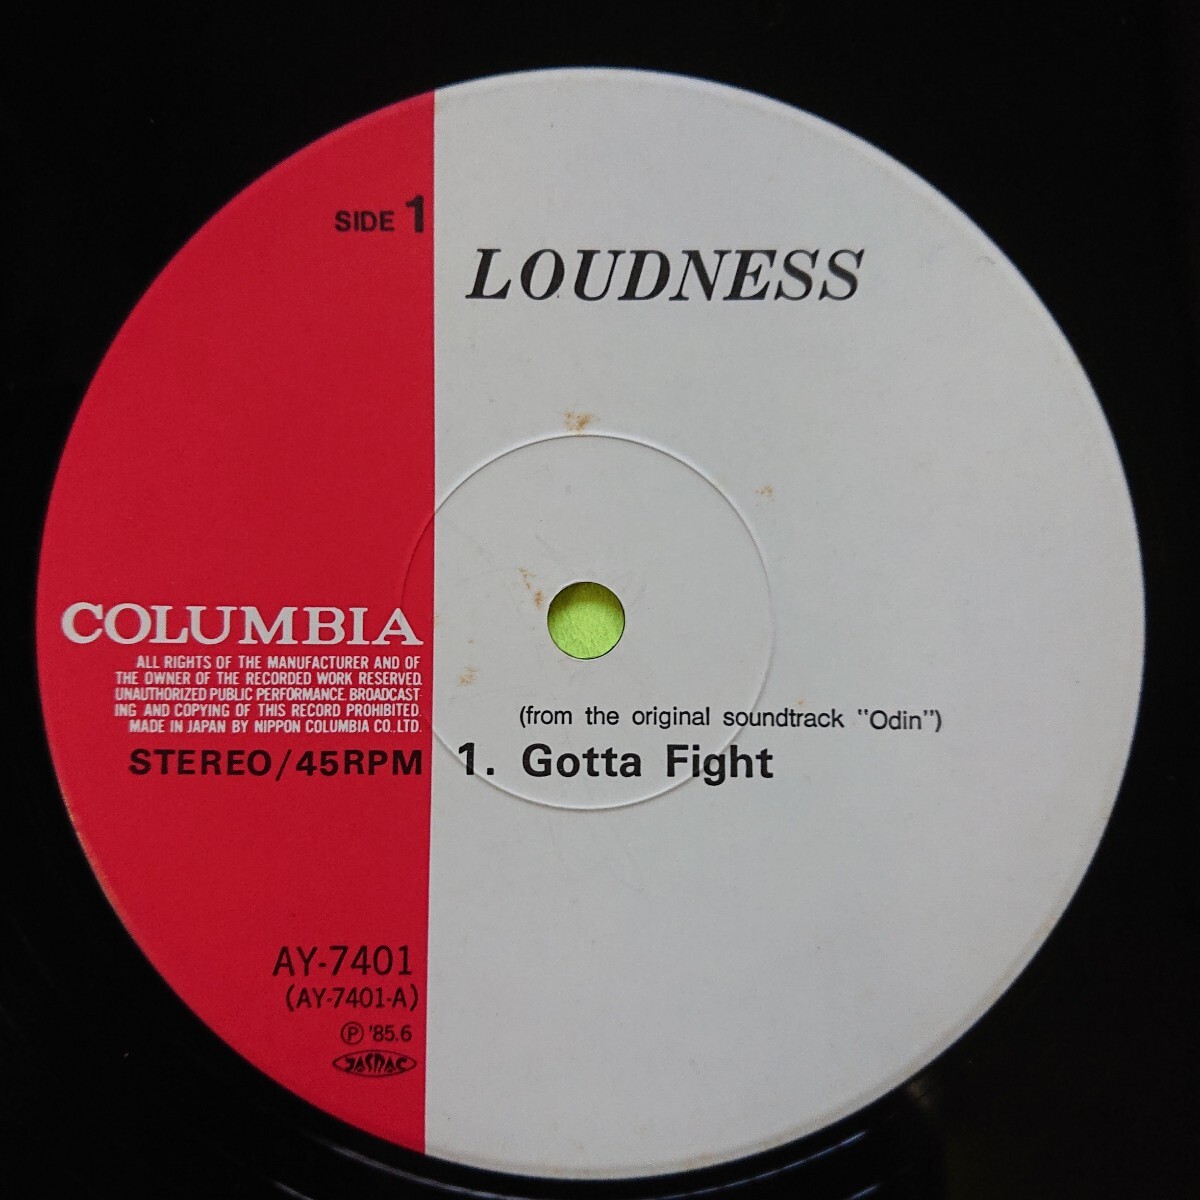 SIDE 1
LOUDNESS
COLUMBIA
ALL RIGHTS OF THE MANUFACTURER AND OF
THE OWNER OF THE RECORDED WORK RESERVED.
UNAUTHORIZED PUBLIC PERFORMANCE. BROADCAST-
ING AND COPYING OF THIS RECORD PROHIBITED.
MADE IN JAPAN BY NIPPON COLUMBIA CO.,LTD.
STEREO/45RPM
(from the original soundtrack "Odin")
1. Gotta Fight
AY-7401
(AY-7401-A)
Ⓟ '85.6
JASRAC